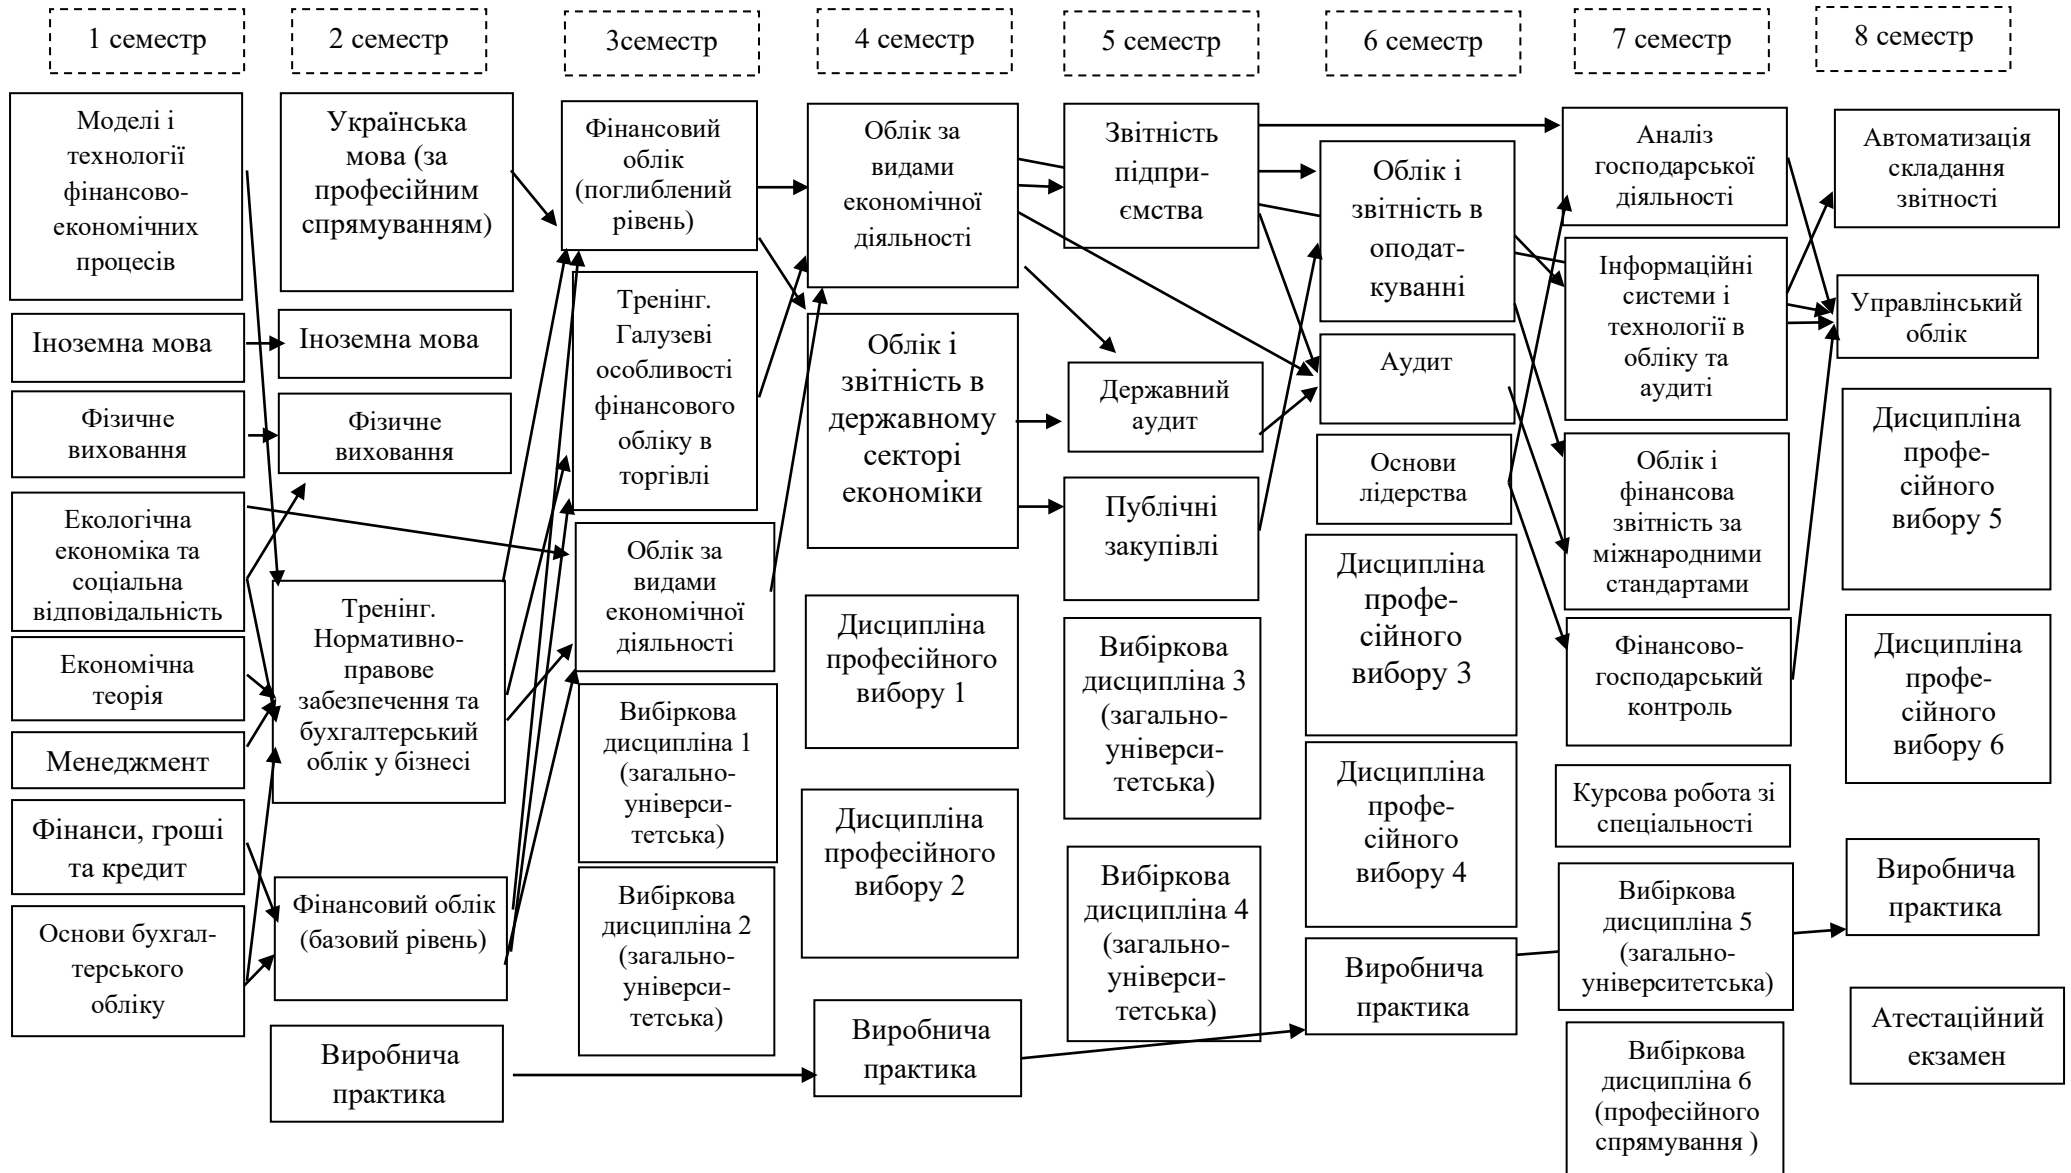 1 семестр
2 семестр
3семестр
4 семестр
5 семестр
6 семестр
7 семестр
8 семестр
Моделі і
технології
фінансово-
економічних
процесів
Іноземна мова
Фізичне
виховання
Екологічна
економіка та
соціальна
відповідальність
Економічна
теорія
Менеджмент
Фінанси, гроші
та кредит
Основи бухгал-
терського
обліку
Українська
мова (за
професійним
спрямуванням)
Іноземна мова
Фізичне
виховання
Тренінг.
Нормативно-
правове
забезпечення та
бухгалтерський
облік у бізнесі
Фінансовий облік
(базовий рівень)
Виробнича
практика
Фінансовий
облік
(поглиблений
рівень)
Тренінг.
Галузеві
особливості
фінансового
обліку в
торгівлі
Облік за
видами
економічної
діяльності
Вибіркова
дисципліна 1
(загально-
універси-
тетська)
Вибіркова
дисципліна 2
(загально-
універси-
тетська)
Облік за
видами
економічної
діяльності
Облік і
звітність в
державному
секторі
економіки
Дисципліна
професійного
вибору 1
Дисципліна
професійного
вибору 2
Виробнича
практика
Звітність
підпри-
ємства
Державний
аудит
Публічні
закупівлі
Вибіркова
дисципліна 3
(загально-
універси-
тетська)
Вибіркова
дисципліна 4
(загально-
універси-
тетська)
Облік і
звітність в
оподат-
куванні
Аудит
Основи
лідерства
Дисципліна
профе-
сійного
вибору 3
Дисципліна
профе-
сійного
вибору 4
Виробнича
практика
Аналіз
господарської
діяльності
Інформаційні
системи і
технології в
обліку та
аудиті
Облік і
фінансова
звітність за
міжнародними
стандартами
Фінансово-
господарський
контроль
Курсова робота зі
спеціальності
Вибіркова
дисципліна 5
(загально-
університетська)
Вибіркова
дисципліна 6
(професійного
спрямування )
Автоматизація
складання
звітності
Управлінський
облік
Дисципліна
профе-
сійного
вибору 5
Дисципліна
профе-
сійного
вибору 6
Виробнича
практика
Атестаційний
екзамен